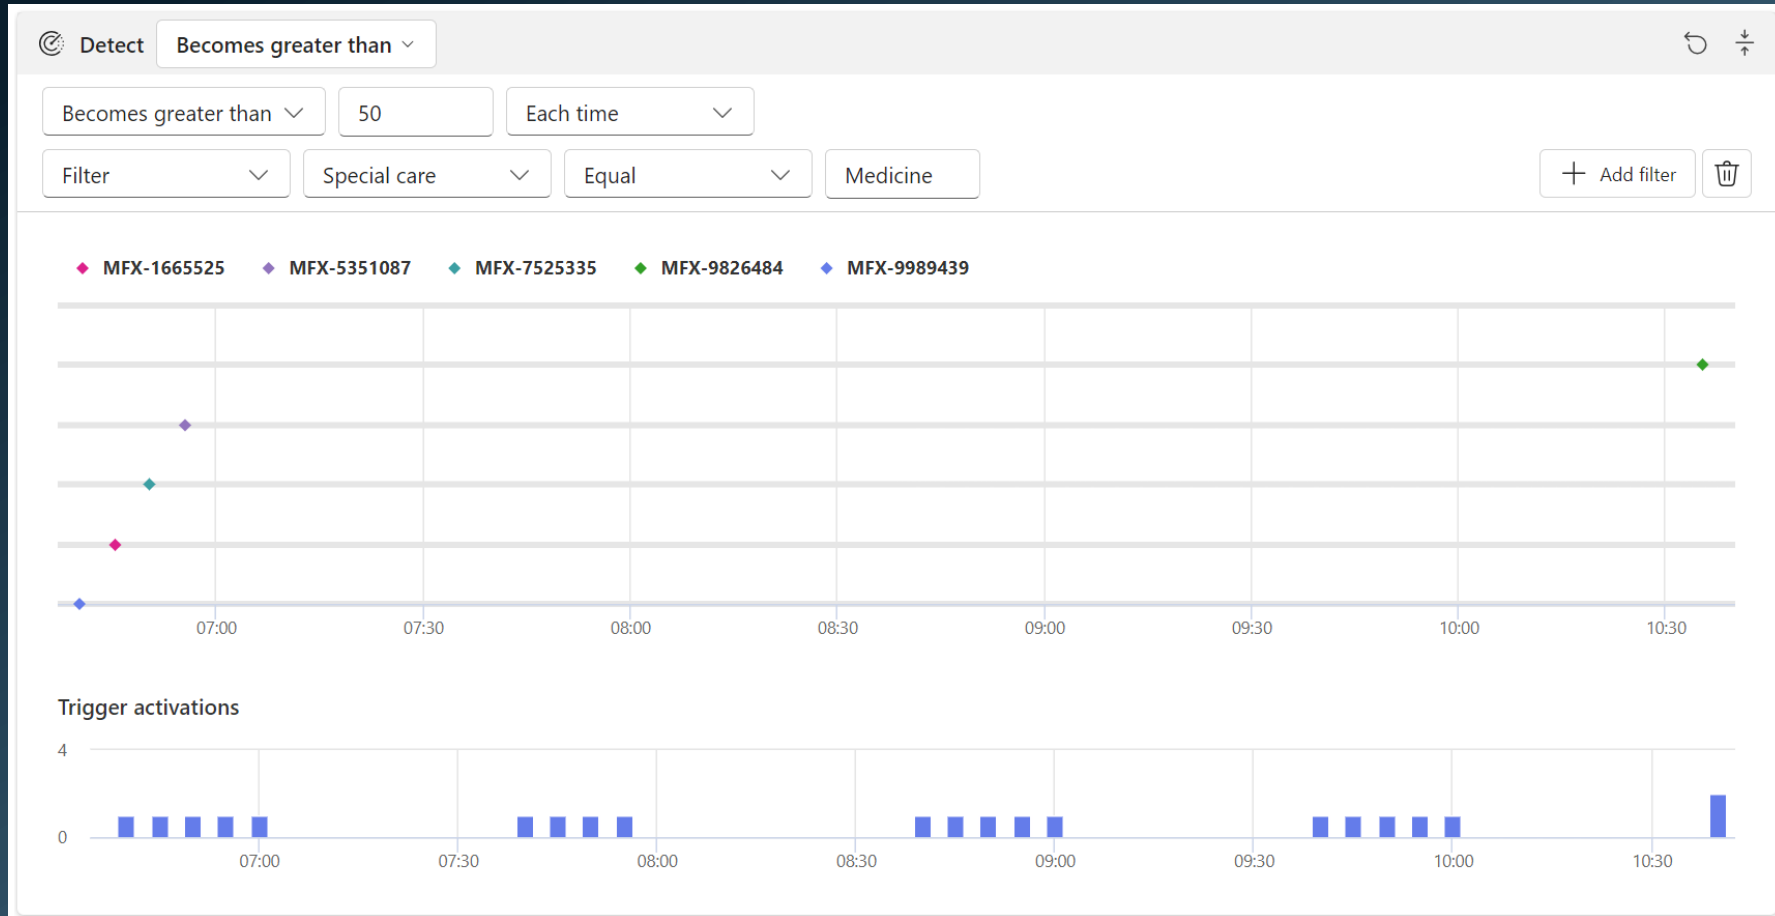 Detect Becomes greater than
Becomes greater than 50 Each time
Filter Special care Equal Medicine Add filter
MFX-1665525 MFX-5351087 MFX-7525335 MFX-9826484 MFX-9989439
07:00 07:30 08:00 08:30 09:00 09:30 10:00 10:30
Trigger activations
4
0
07:00 07:30 08:00 08:30 09:00 09:30 10:00 10:30